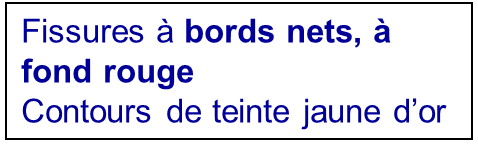 Fissures à bords nets, à
fond rouge
Contours de teinte jaune d’or